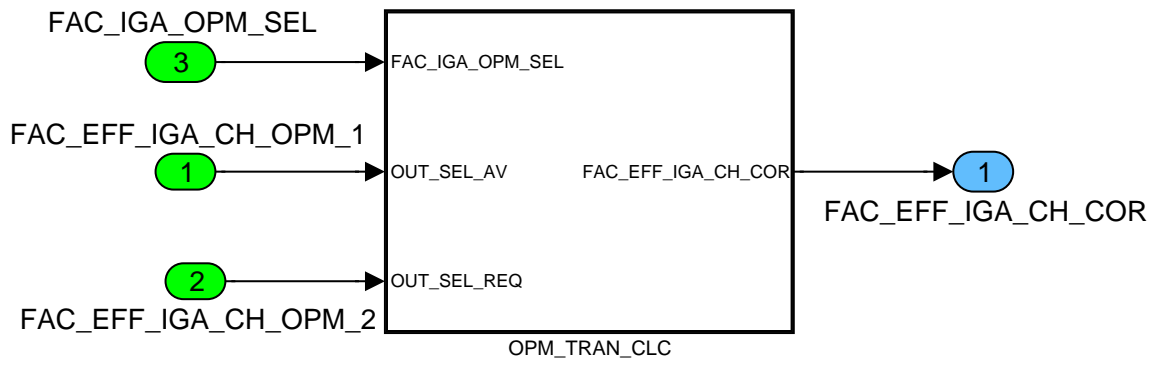 FAC_IGA_OPM_SEL
3
FAC_IGA_OPM_SEL
FAC_EFF_IGA_CH_OPM_1
1
OUT_SEL_AV
FAC_EFF_IGA_CH_COR
1
FAC_EFF_IGA_CH_COR
2
OUT_SEL_REQ
FAC_EFF_IGA_CH_OPM_2
OPM_TRAN_CLC